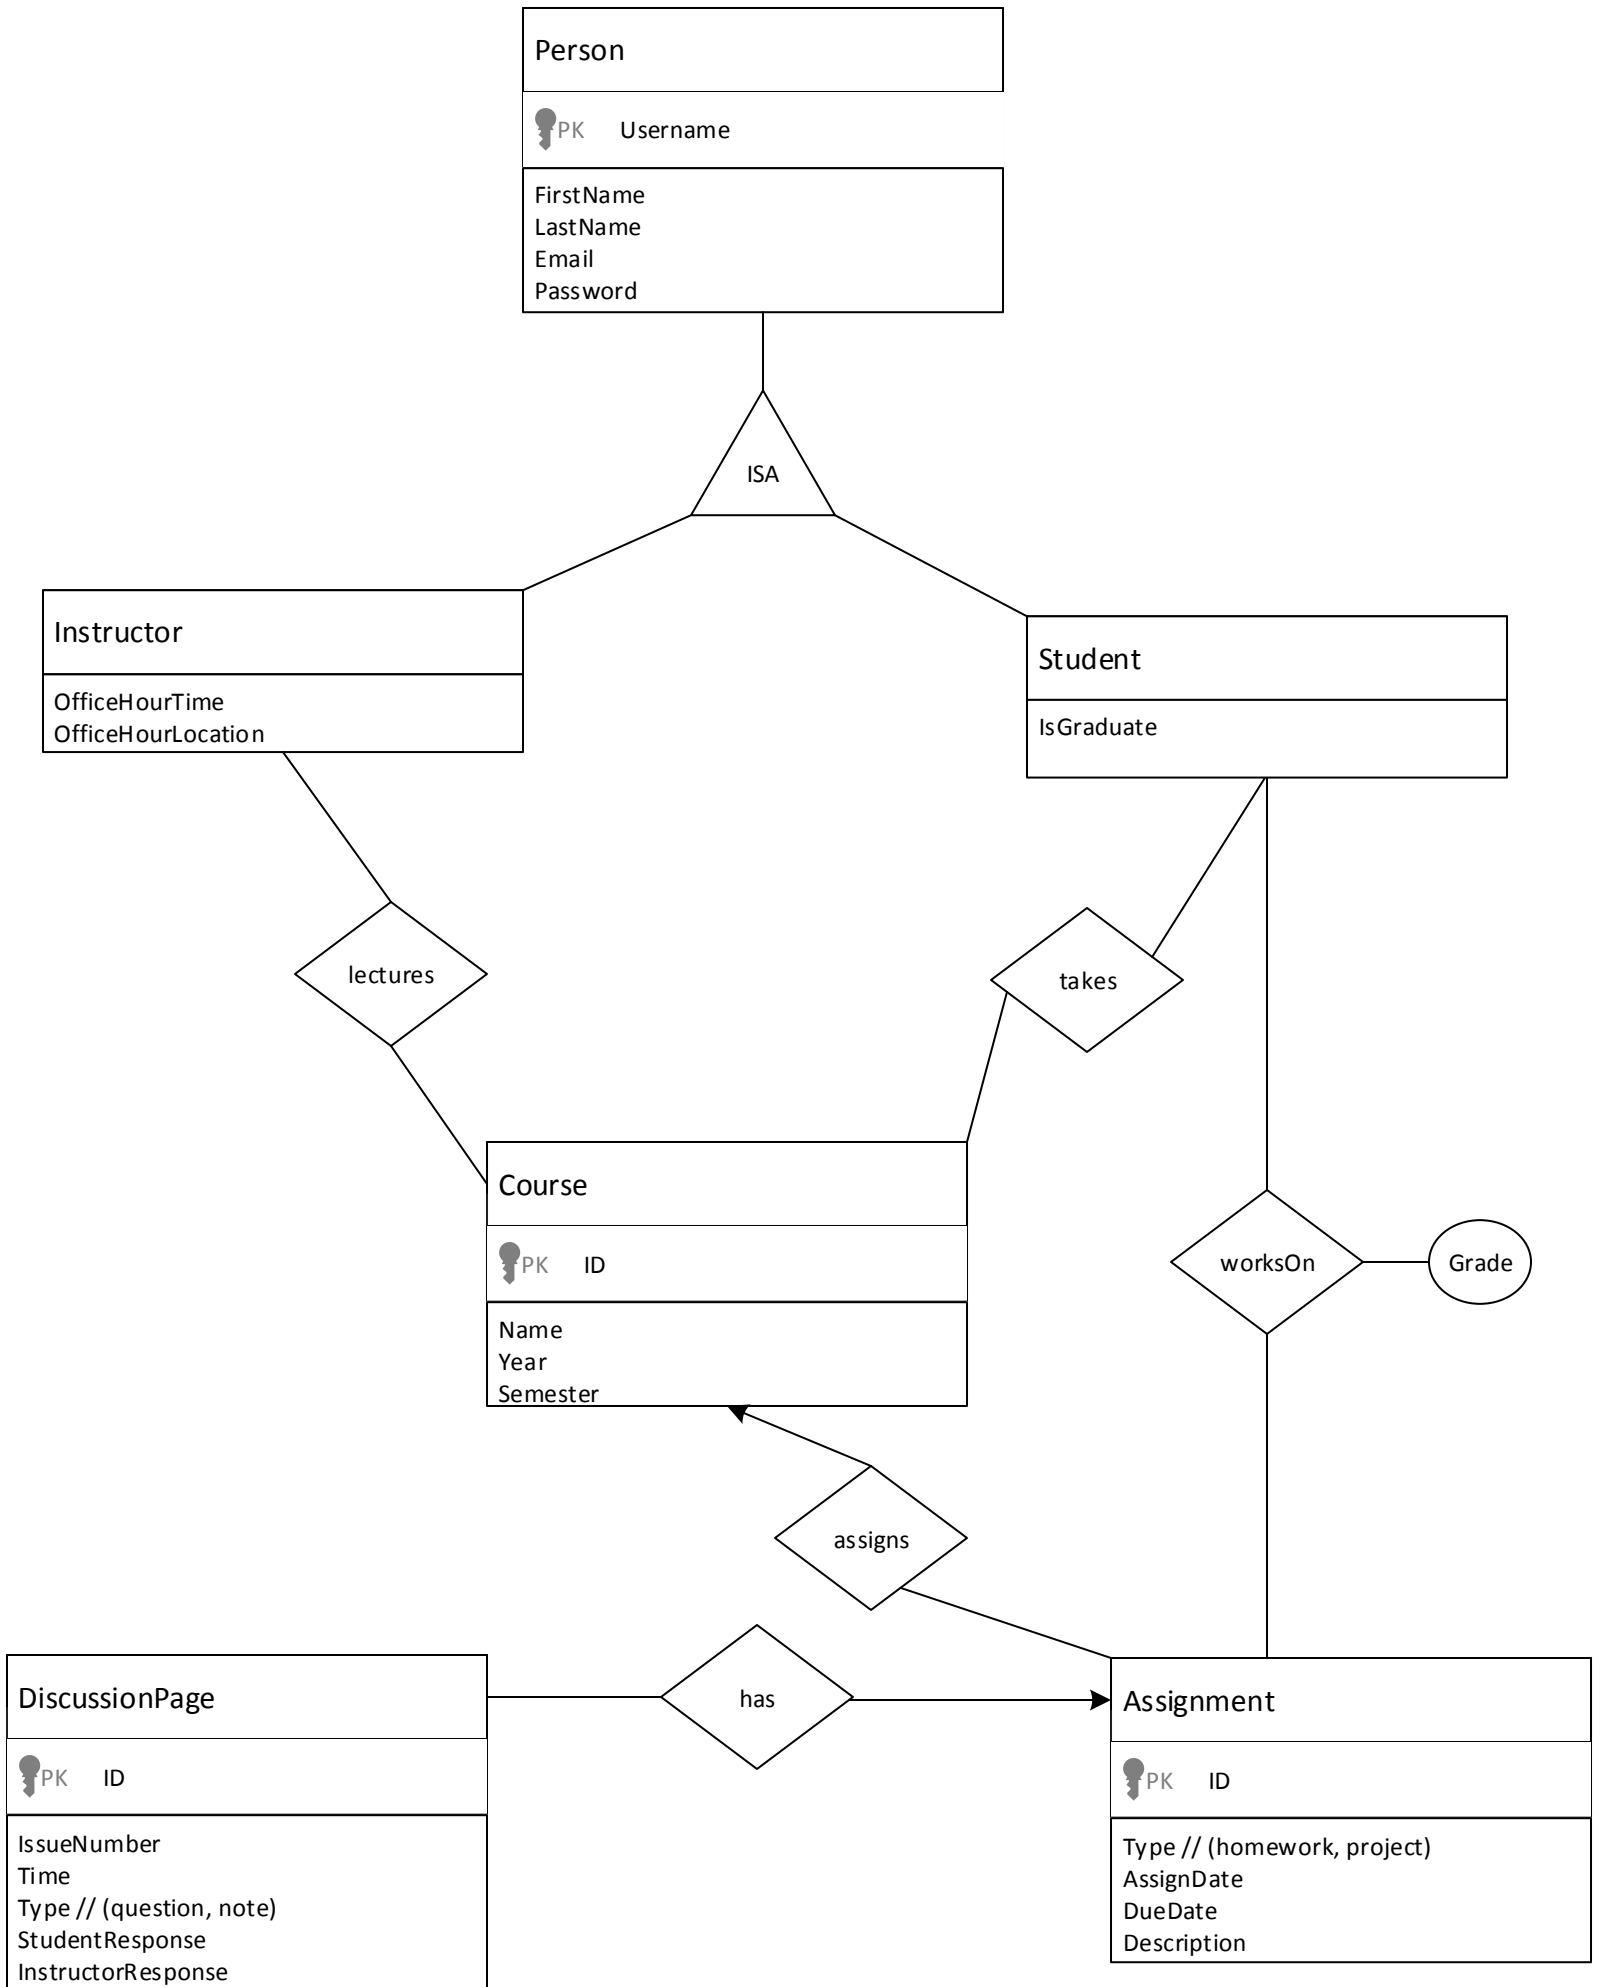 Person
PK Username
FirstName
LastName
Email
Password
ISA
Instructor
OfficeHourTime
OfficeHourLocation
Student
IsGraduate
lectures
takes
Course
PK ID
Name
Year
Semester
worksOn
Grade
assigns
DiscussionPage
PK ID
IssueNumber
Time
Type // (question, note)
StudentResponse
InstructorResponse
has
Assignment
PK ID
Type // (homework, project)
AssignDate
DueDate
Description